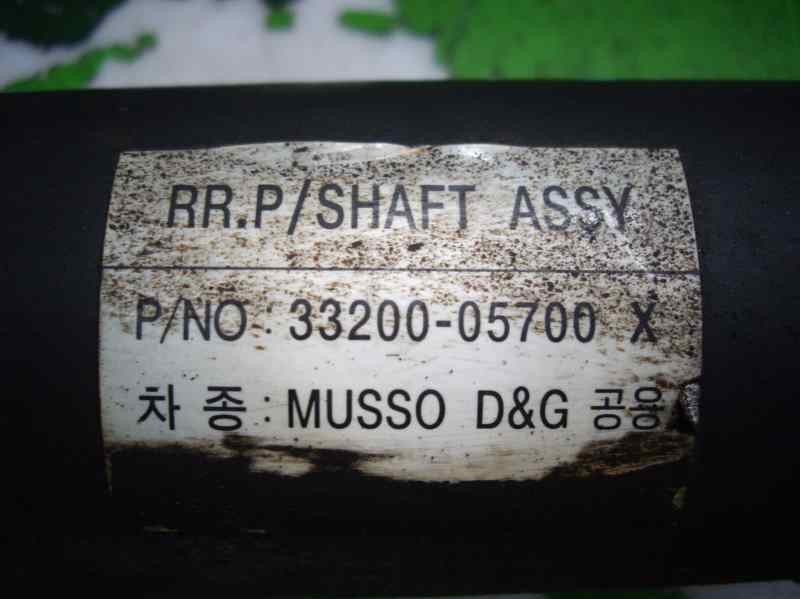 RR.P/SHAFT ASSY
P/NO : 33200-05700 X
차 종 : MUSSO D&G 공용